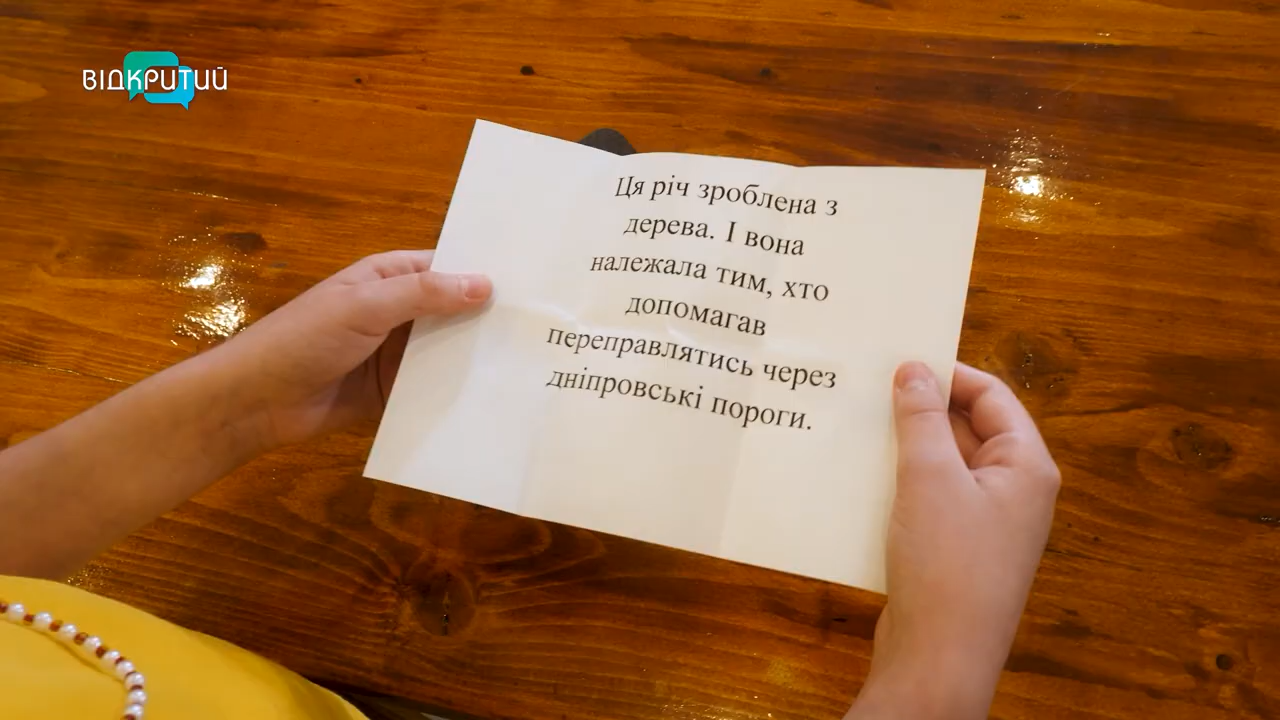 ВІДКРИТИЙ
Ця річ зроблена з
дерева. І вона
належала тим, хто
допомагав
переправлятись через
дніпровські пороги.